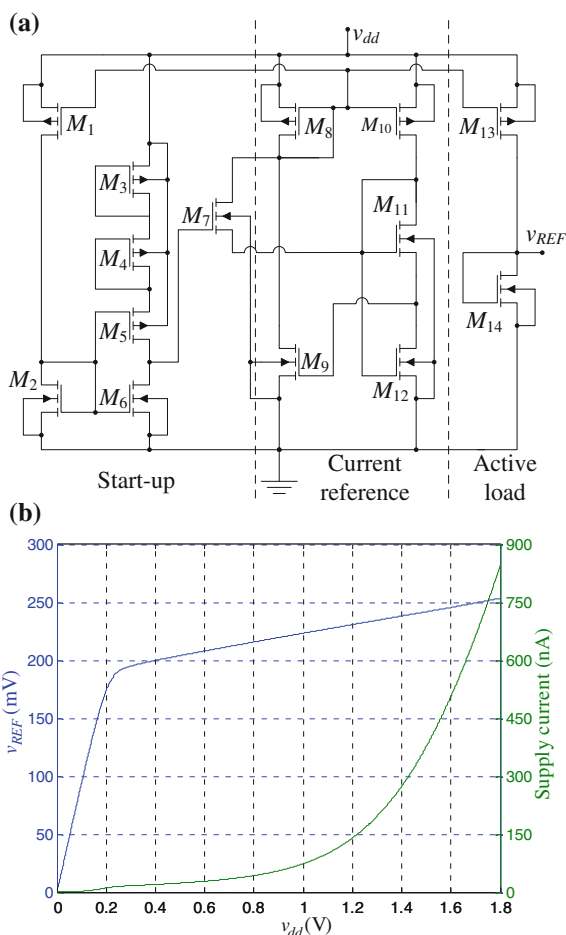 (a)
v_dd
M_1
M_8
M_10
M_13
M_3
M_7
M_11
M_4
v_REF
M_5
M_14
M_2
M_6
M_9
M_12
Start-up
Current
reference
Active
load
(b)
300
250
200
150
100
50
0
v_REF (mV)
900
750
600
450
300
150
0
Supply current (nA)
0
0.2
0.4
0.6
0.8
1
1.2
1.4
1.6
1.8
v_dd (V)